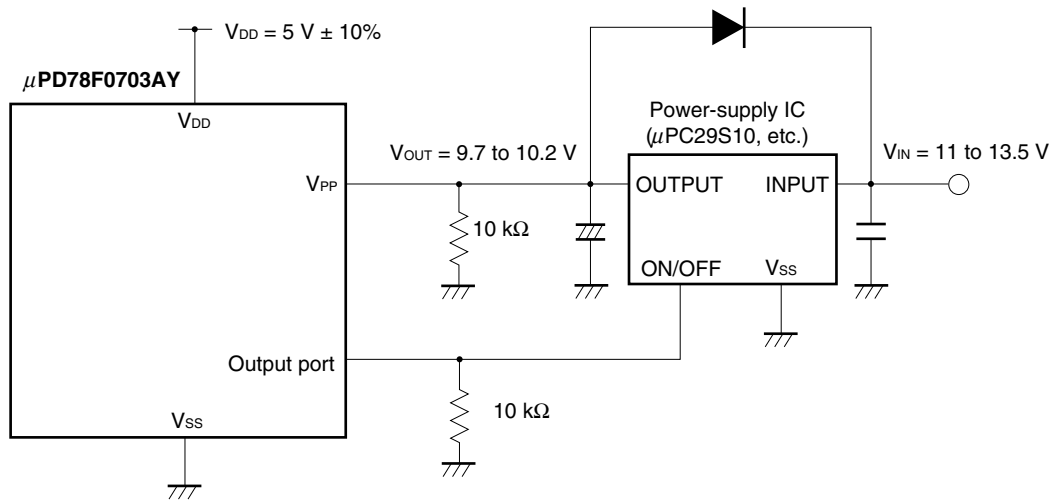 VDD = 5 V ± 10%
μPD78F0703AY
VDD
Power-supply IC
(μPC29S10, etc.)
VOUT = 9.7 to 10.2 V
VIN = 11 to 13.5 V
VPP
OUTPUT
INPUT
10 kΩ
ON/OFF
VSS
Output port
10 kΩ
VSS